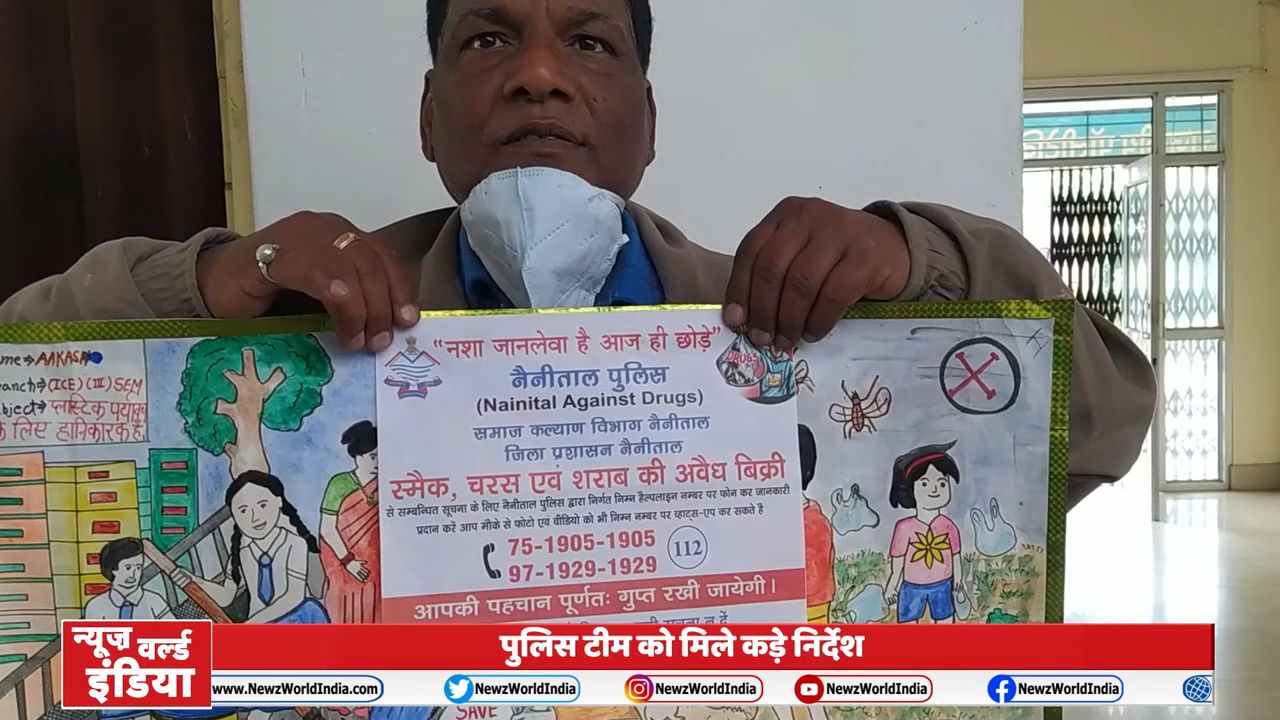 AAKASA
(ICE) (III) SEM
प्लास्टिक
के लिए हानिकारक है
"नशा जानलेवा है आज ही छोड़े"
DRUGS
नैनीताल पुलिस
(Nainital Against Drugs)
समाज कल्याण विभाग नैनीताल
जिला प्रशासन नैनीताल
स्मैक, चरस एवं शराब की अवैध बिक्री
से सम्बन्धित सूचना के लिए नैनीताल पुलिस द्वारा निर्गत निम्न हैल्पलाइन नम्बर पर फोन कर जानकारी
प्रदान करें आप मौके से फोटो एवं वीडियो को भी निम्न नम्बर पर व्हाट्स-एप कर सकते है
75-1905-1905
97-1929-1929
112
आपकी पहचान पूर्णतः गुप्त रखी जायेगी।
SAVE
न्यूज़ वर्ल्ड
इंडिया
पुलिस टीम को मिले कड़े निर्देश
www.NewzWorldIndia.com
NewzWorldIndia
NewzWorldIndia
NewzWorldIndia
NewzWorldIndia